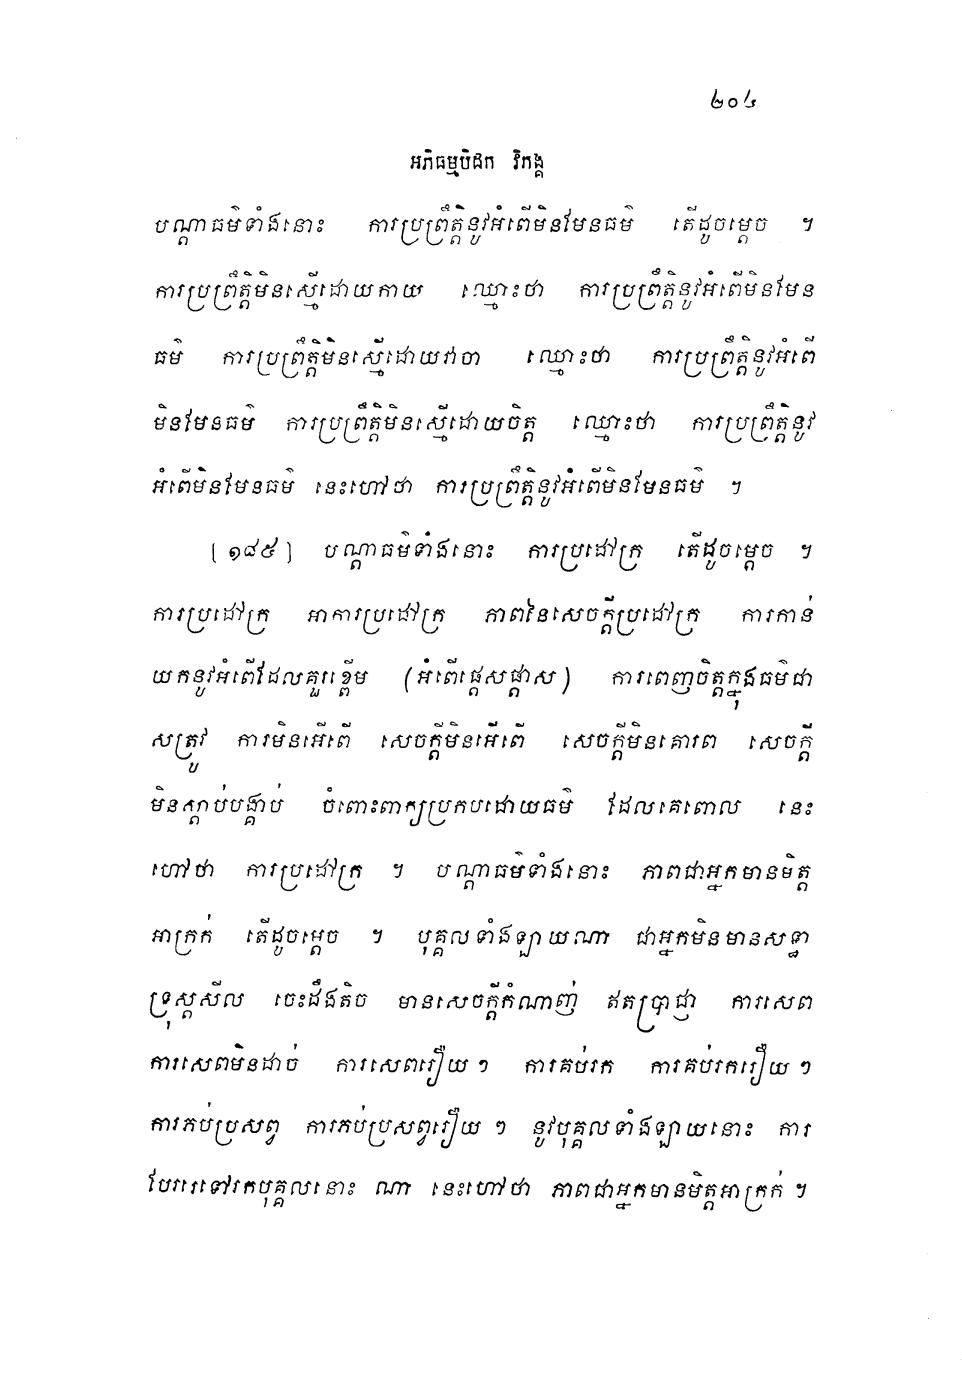 ២០៤
អភិធម្មបិដក វិភង្គ
បណ្តាធម៌ទាំងនោះ ការប្រព្រឹត្តិនូវអំពើមិនមែនធម៌ តើដូចម្តេច ។
ការប្រព្រឹត្តិមិនស្មើដោយកាយ ឈ្មោះថា ការប្រព្រឹត្តិនូវអំពើមិនមែន
ធម៌ ការប្រព្រឹត្តិមិនស្មើដោយវាចា ឈ្មោះថា ការប្រព្រឹត្តិនូវអំពើ
មិនមែនធម៌ ការប្រព្រឹត្តិមិនស្មើដោយចិត្ត ឈ្មោះថា ការប្រព្រឹត្តិនូវ
អំពើមិនមែនធម៌ នេះហៅថា ការប្រព្រឹត្តិនូវអំពើមិនមែនធម៌ ។
[១៨៥] បណ្តាធម៌ទាំងនោះ ការប្រដៅក្រ តើដូចម្តេច ។
ការប្រដៅក្រ អាការប្រដៅក្រ ភាពនៃសេចក្តីប្រដៅក្រ ការកាន់
យកនូវអំពើដែលគួរខ្ពើម (អំពើផ្តេសផ្តាស) ការពេញចិត្តក្នុងធម៌ជា
សត្រូវ ការមិនអើពើ សេចក្តីមិនអើពើ សេចក្តីមិនគោរព សេចក្តី
មិនស្តាប់បង្គាប់ ចំពោះពាក្យប្រកបដោយធម៌ ដែលគេពោល នេះ
ហៅថា ការប្រដៅក្រ ។ បណ្តាធម៌ទាំងនោះ ភាពជាអ្នកមានមិត្ត
អាក្រក់ តើដូចម្តេច ។ បុគ្គលទាំងឡាយណា ជាអ្នកមិនមានសទ្ធា
ទ្រុស្តសីល ចេះដឹងតិច មានសេចក្តីកំណាញ់ ឥតប្រាជ្ញា ការសេព
ការសេពមិនដាច់ ការសេពរឿយៗ ការគប់រក ការគប់រករឿយៗ
ការភប់ប្រសព្វ ការភប់ប្រសព្វរឿយៗ នូវបុគ្គលទាំងឡាយនោះ ការ
បែរទៅរកបុគ្គលនោះ ណា នេះហៅថា ភាពជាអ្នកមានមិត្តអាក្រក់ ។